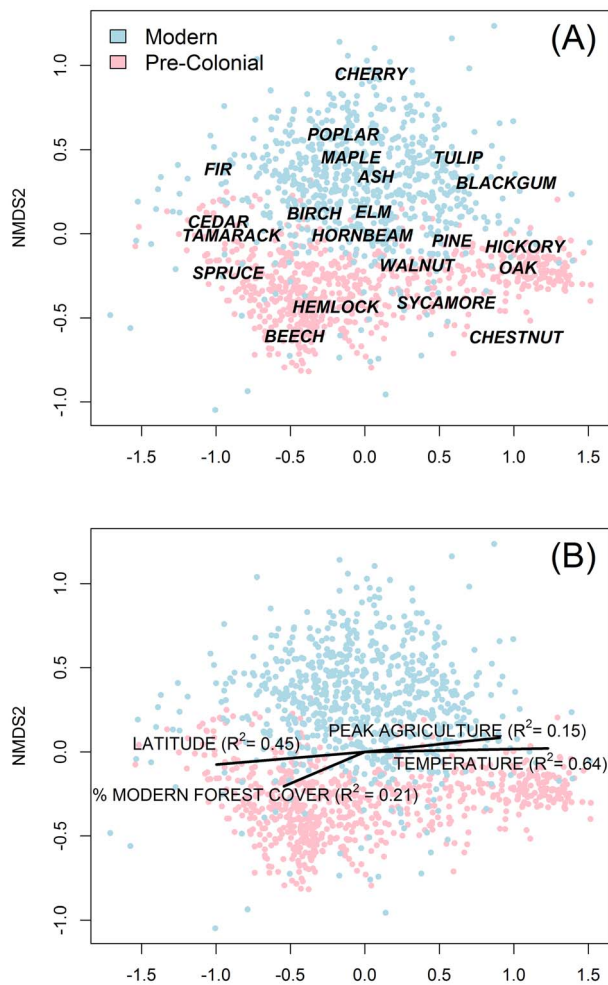 (A)
Modern
Pre-Colonial
CHERRY
POPLAR
MAPLE
TULIP
FIR
ASH
BLACKGUM
BIRCH
ELM
CEDAR
TAMARACK
HORNBEAM
PINE
HICKORY
WALNUT
OAK
SPRUCE
HEMLOCK
SYCAMORE
BEECH
CHESTNUT
NMDS2
1.0
0.5
0.0
-0.5
-1.0
-1.5 -1.0 -0.5 0.0 0.5 1.0 1.5
(B)
PEAK AGRICULTURE (R²= 0.15)
LATITUDE (R²= 0.45)
TEMPERATURE (R²= 0.64)
% MODERN FOREST COVER (R²= 0.21)
NMDS2
1.0
0.5
0.0
-0.5
-1.0
-1.5 -1.0 -0.5 0.0 0.5 1.0 1.5